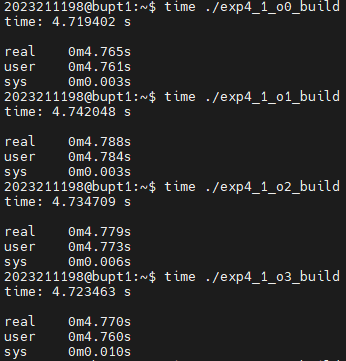 2023211198@bupt1:~$ time ./exp4_1_o0_build
time: 4.719402 s
real 0m4.765s
user 0m4.761s
sys 0m0.003s
2023211198@bupt1:~$ time ./exp4_1_o1_build
time: 4.742048 s
real 0m4.788s
user 0m4.784s
sys 0m0.003s
2023211198@bupt1:~$ time ./exp4_1_o2_build
time: 4.734709 s
real 0m4.779s
user 0m4.773s
sys 0m0.006s
2023211198@bupt1:~$ time ./exp4_1_o3_build
time: 4.723463 s
real 0m4.770s
user 0m4.760s
sys 0m0.010s